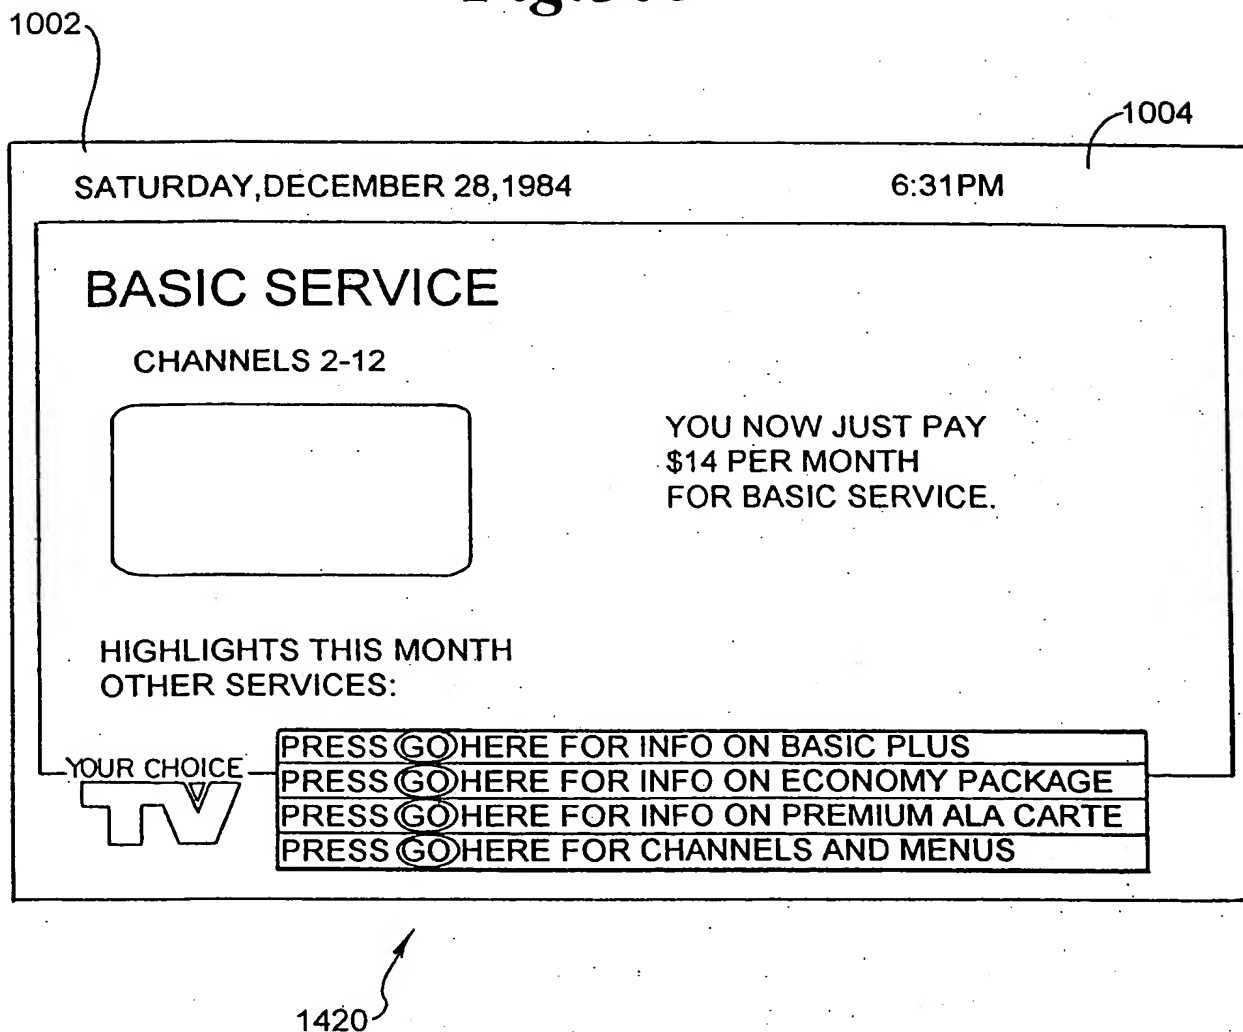 1002
1004
SATURDAY,DECEMBER 28,1984 6:31PM
BASIC SERVICE
CHANNELS 2-12
YOU NOW JUST PAY
$14 PER MONTH
FOR BASIC SERVICE.
HIGHLIGHTS THIS MONTH
OTHER SERVICES:
YOUR CHOICE
TV
PRESS GO HERE FOR INFO ON BASIC PLUS
PRESS GO HERE FOR INFO ON ECONOMY PACKAGE
PRESS GO HERE FOR INFO ON PREMIUM ALA CARTE
PRESS GO HERE FOR CHANNELS AND MENUS
1420